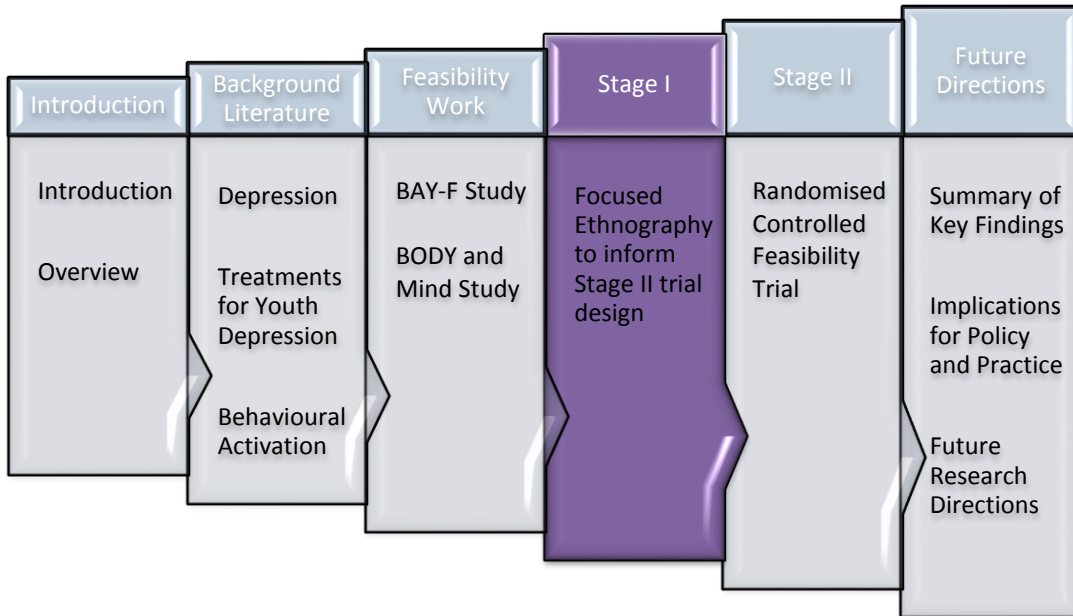 Introduction
Introduction
Overview
Background
Literature
Depression
Treatments
for Youth
Depression
Behavioural
Activation
Feasibility
Work
BAY-F Study
BODY and
Mind Study
Stage I
Focused
Ethnography
to inform
Stage II trial
design
Stage II
Randomised
Controlled
Feasibility
Trial
Future
Directions
Summary of
Key Findings
Implications
for Policy
and Practice
Future
Research
Directions